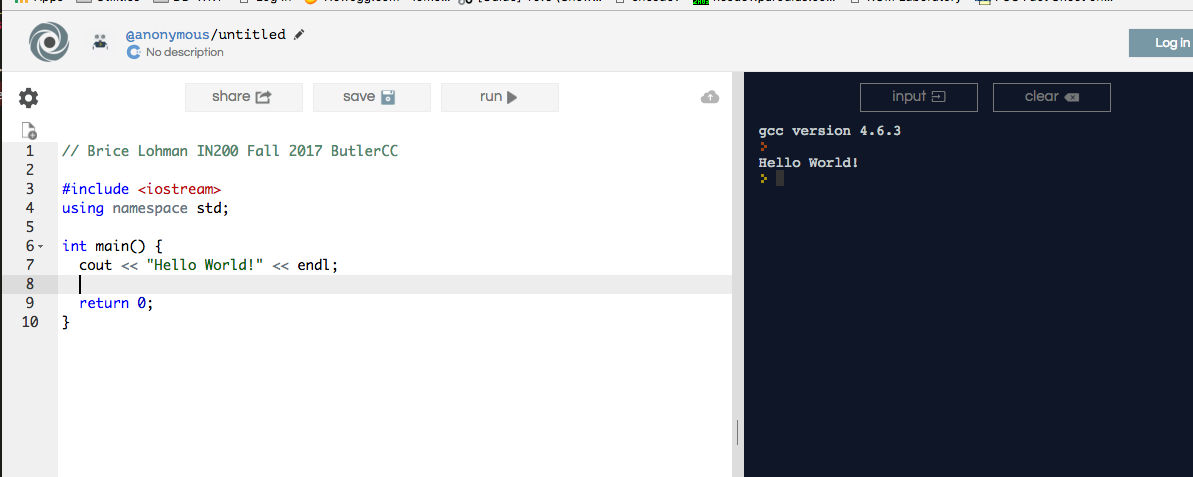 Apps
@anonymous/untitled
No description
Log in
share
save
run
input
clear
1 // Brice Lohman IN200 Fall 2017 ButlerCC
2
3 #include <iostream>
4 using namespace std;
5
6 int main() {
7 cout << "Hello World!" << endl;
8
9 return 0;
10 }
gcc version 4.6.3
Hello World!